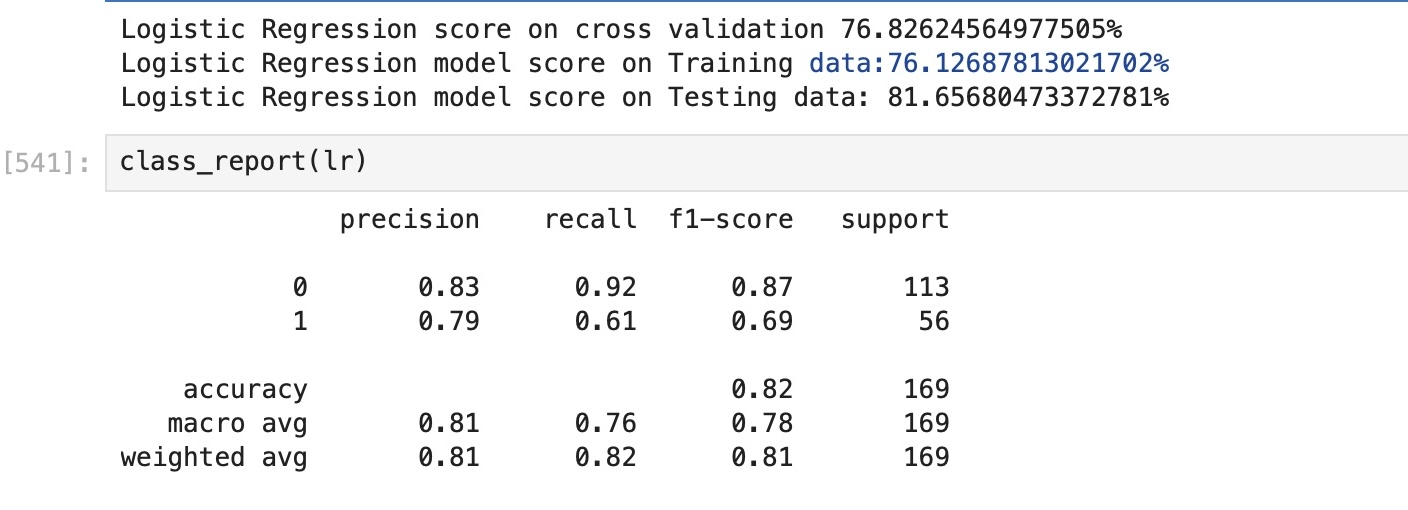 Logistic Regression score on cross validation 76.82624564977505%
Logistic Regression model score on Training data:76.12687813021702%
Logistic Regression model score on Testing data: 81.65680473372781%
[541]: class_report(lr)
precision recall f1-score support
0 0.83 0.92 0.87 113
1 0.79 0.61 0.69 56
accuracy 0.82 169
macro avg 0.81 0.76 0.78 169
weighted avg 0.81 0.82 0.81 169